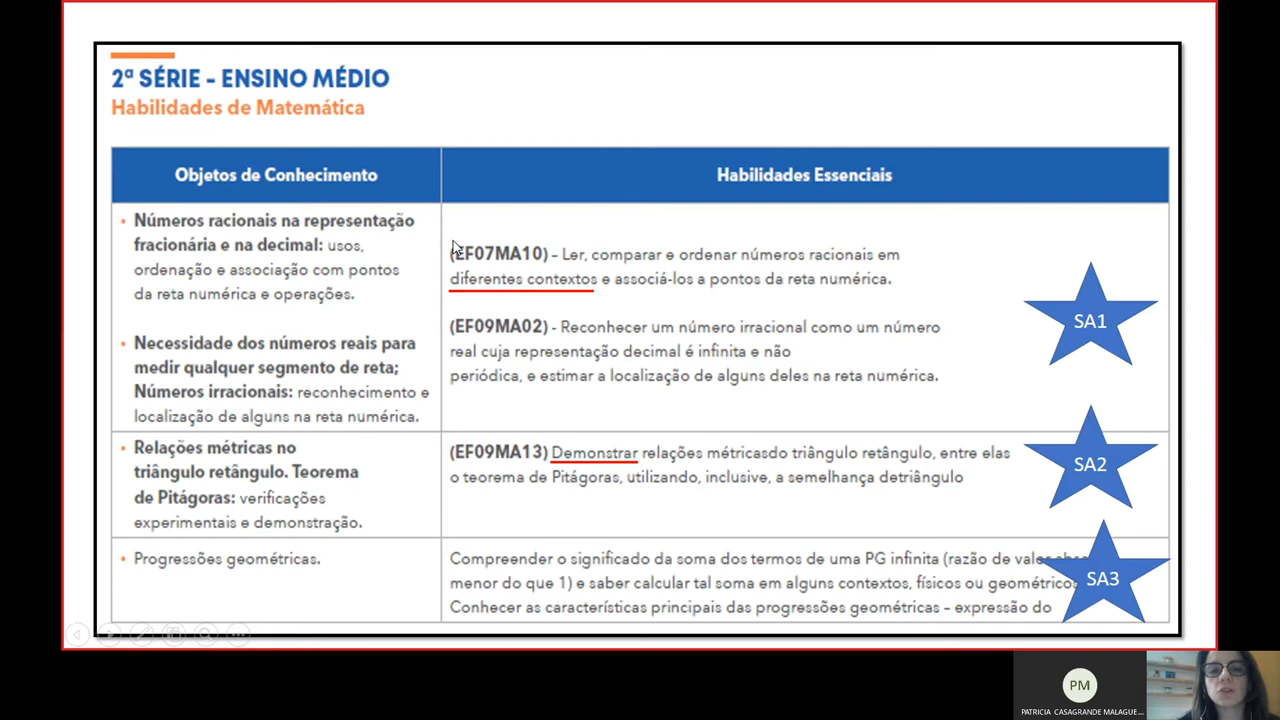 2ª SÉRIE - ENSINO MÉDIO
Habilidades de Matemática
Objetos de Conhecimento
Habilidades Essenciais
• Números racionais na representação
fracionária e na decimal: usos,
ordenação e associação com pontos
da reta numérica e operações.
• Necessidade dos números reais para
medir qualquer segmento de reta;
Números irracionais: reconhecimento e
localização de alguns na reta numérica.
(EF07MA10) – Ler, comparar e ordenar números racionais em
diferentes contextos e associá-los a pontos da reta numérica.
(EF09MA02) - Reconhecer um número irracional como um número
real cuja representação decimal é infinita e não
periódica, e estimar a localização de alguns deles na reta numérica.
SA1
• Relações métricas no
triângulo retângulo. Teorema
de Pitágoras: verificações
experimentais e demonstração.
(EF09MA13) Demonstrar relações métricasdo triângulo retângulo, entre elas
o teorema de Pitágoras, utilizando, inclusive, a semelhança detriângulo
SA2
• Progressões geométricas.
Compreender o significado da soma dos termos de uma PG infinita (razão de valor
menor do que 1) e saber calcular tal soma em alguns contextos, físicos ou geométricos
Conhecer as características principais das progressões geométricas – expressão do
SA3
PM
PATRICIA CASAGRANDE MALAGUE...